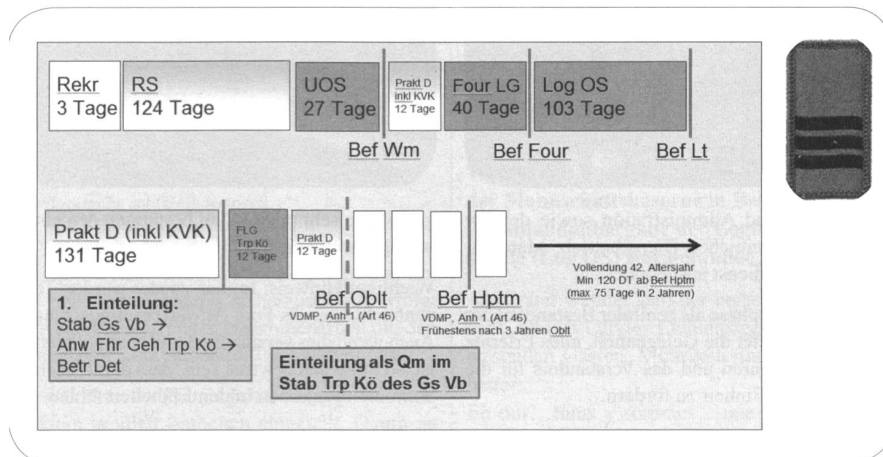 Rekr
3 Tage
RS
124 Tage
UOS
27 Tage
Prakt D
inkl KVK
12 Tage
Four LG
40 Tage
Log OS
103 Tage
Bef Wm
Bef Four
Bef Lt
Prakt D (inkl KVK)
131 Tage
FLG
Trp Kö
12 Tage
Prakt D
12 Tage
Vollendung 42. Altersjahr
Min 120 DT ab Bef Hptm
(max 75 Tage in 2 Jahren)
Bef Oblt
VDMP, Anh 1 (Art 46)
Bef Hptm
VDMP, Anh 1 (Art 46)
Frühestens nach 3 Jahren Oblt
1. Einteilung:
Stab Gs Vb →
Anw Fhr Geh Trp Kö →
Betr Det
Einteilung als Qm im
Stab Trp Kö des Gs Vb